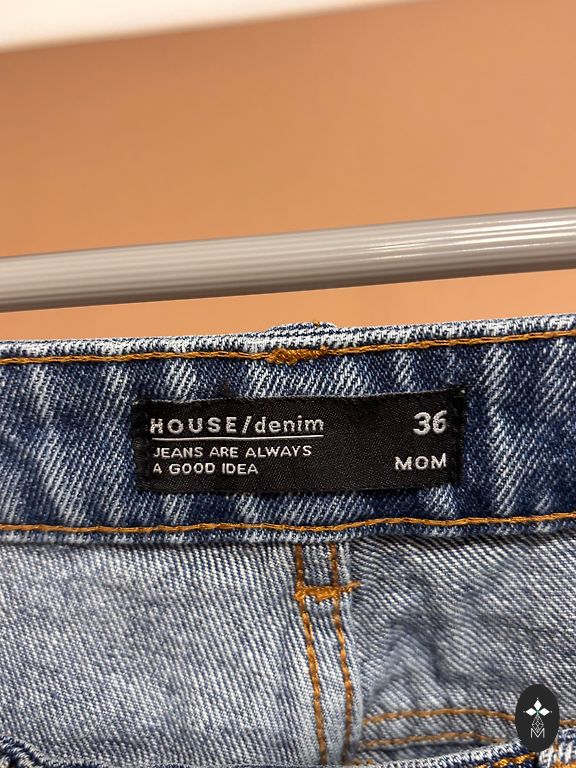 HOUSE/denim 36
JEANS ARE ALWAYS
A GOOD IDEA MOM
M